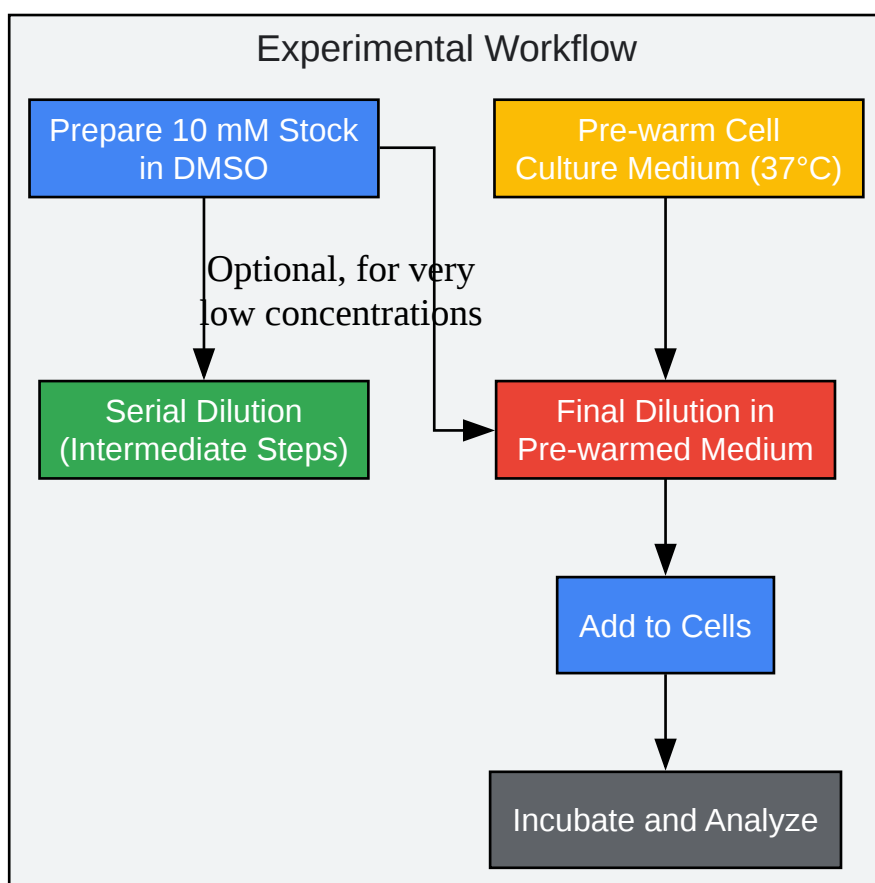 Experimental Workflow
Prepare 10 mM Stock
in DMSO
Pre-warm Cell
Culture Medium (37°C)
Optional, for very
low concentrations
Serial Dilution
(Intermediate Steps)
Final Dilution in
Pre-warmed Medium
Add to Cells
Incubate and Analyze